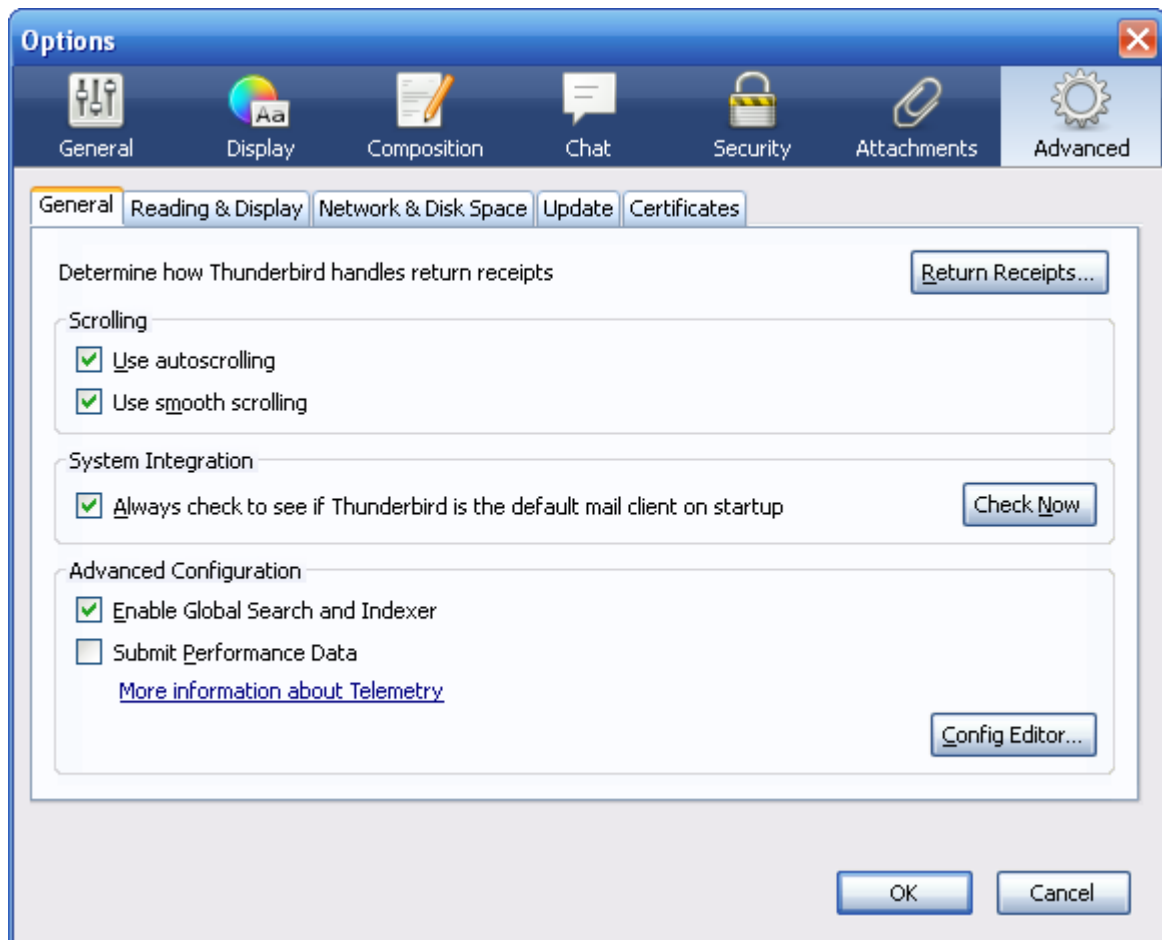 Options
General Display Composition Chat Security Attachments Advanced
General Reading & Display Network & Disk Space Update Certificates
Determine how Thunderbird handles return receipts Return Receipts...
Scrolling
Use autoscrolling
Use smooth scrolling
System Integration
Always check to see if Thunderbird is the default mail client on startup Check Now
Advanced Configuration
Enable Global Search and Indexer
Submit Performance Data
More information about Telemetry
Config Editor...
OK Cancel